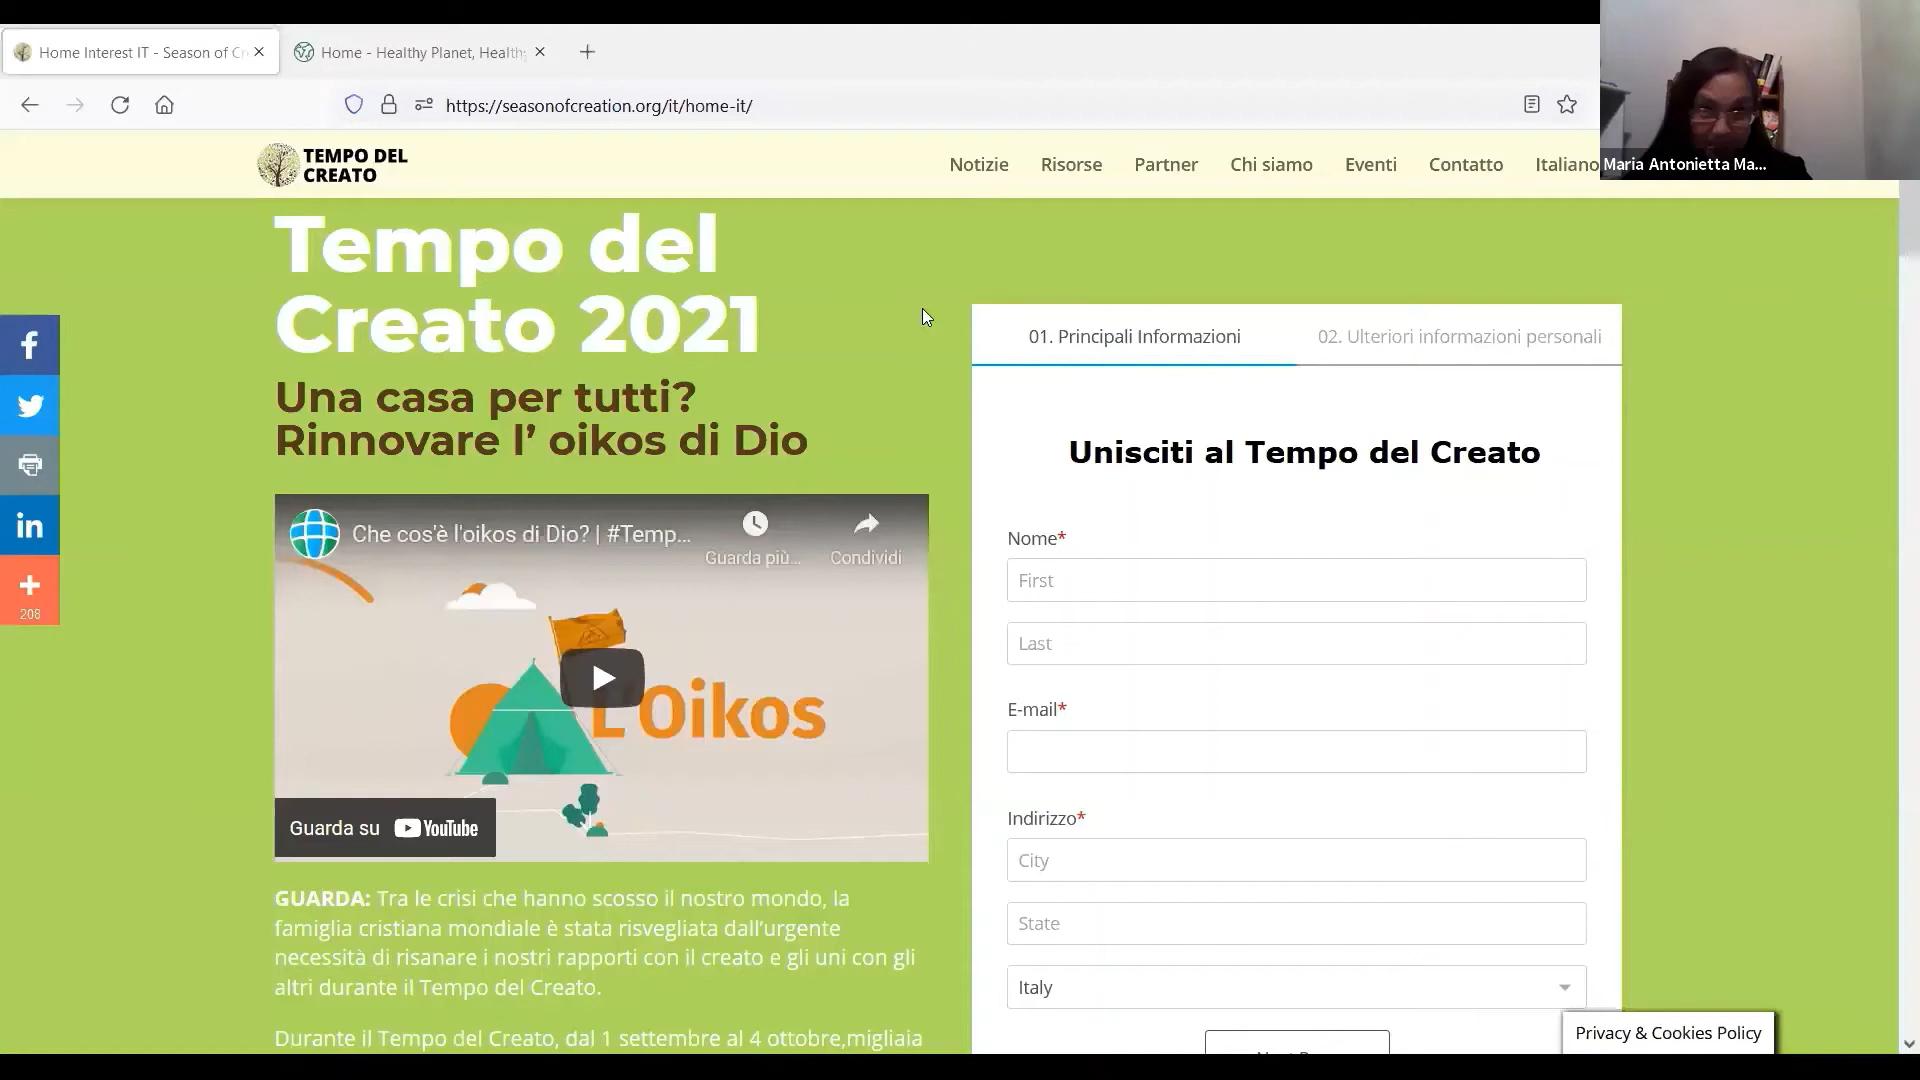 Home Interest IT - Season of Cr
Home - Healthy Planet, Healthy
https://seasonofcreation.org/it/home-it/
Maria Antonietta Ma...
TEMPO DEL
CREATO
Notizie
Risorse
Partner
Chi siamo
Eventi
Contatto
Italiano
Tempo del
Creato 2021
Una casa per tutti?
Rinnovare l’ oikos di Dio
208
Che cos'è l'oikos di Dio? | #Temp...
Guarda più...
Condividi
L'Oikos
Guarda su YouTube
GUARDA: Tra le crisi che hanno scosso il nostro mondo, la
famiglia cristiana mondiale è stata risvegliata dall’urgente
necessità di risanare i nostri rapporti con il creato e gli uni con gli
altri durante il Tempo del Creato.
Durante il Tempo del Creato, dal 1 settembre al 4 ottobre,migliaia
01. Principali Informazioni
02. Ulteriori informazioni personali
Unisciti al Tempo del Creato
Nome*
First
Last
E-mail*
Indirizzo*
City
State
Italy
Privacy & Cookies Policy